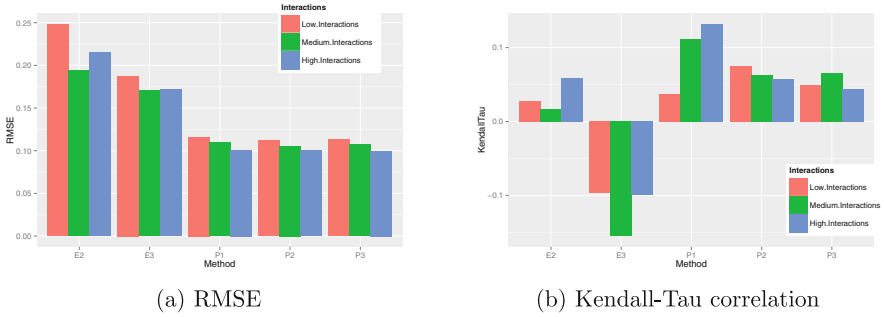 Interactions
Low.Interactions
Medium.Interactions
High.Interactions
0.25
0.20
0.15
0.10
0.05
0.00
RMSE
E2 E3 P1 P2 P3
Method
(a) RMSE
0.1
0.0
−0.1
KendallTau
Interactions
Low.Interactions
Medium.Interactions
High.Interactions
E2 E3 P1 P2 P3
Method
(b) Kendall-Tau correlation